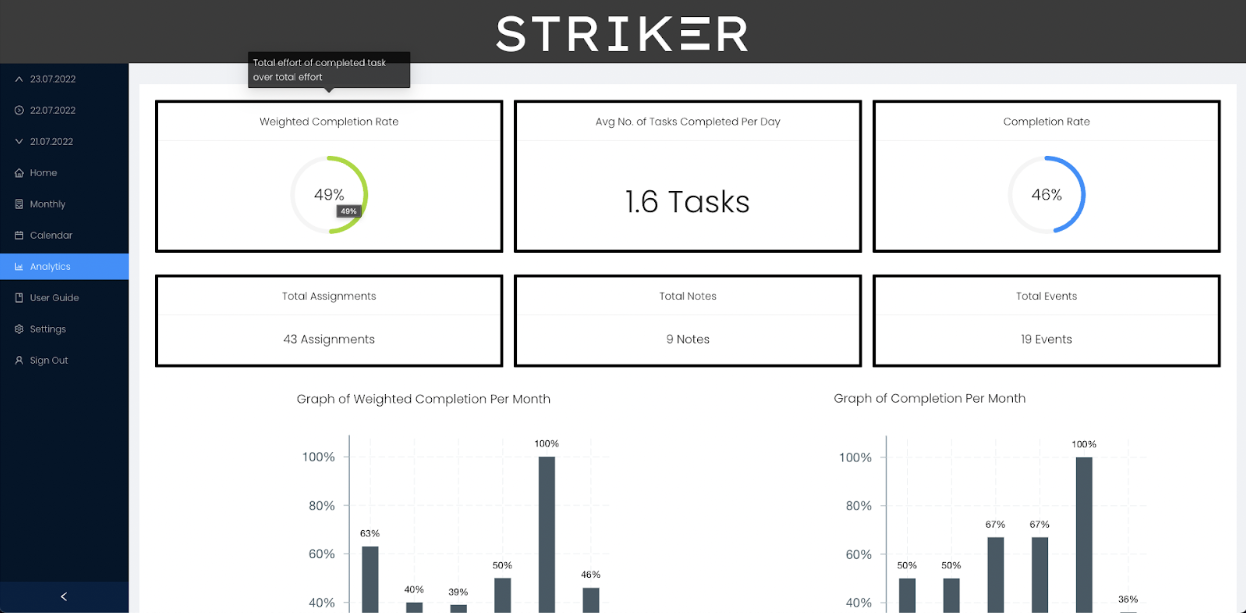 STRIKER
Total effort of completed task
over total effort
23.07.2022
22.07.2022
21.07.2022
Home
Monthly
Calendar
Analytics
User Guide
Settings
Sign Out
Weighted Completion Rate
49%
49%
Avg No. of Tasks Completed Per Day
1.6 Tasks
Completion Rate
46%
Total Assignments
43 Assignments
Total Notes
9 Notes
Total Events
19 Events
Graph of Weighted Completion Per Month
100%
80%
60%
40%
63%
40%
39%
50%
100%
46%
Graph of Completion Per Month
100%
80%
60%
40%
50%
50%
67%
67%
100%
36%